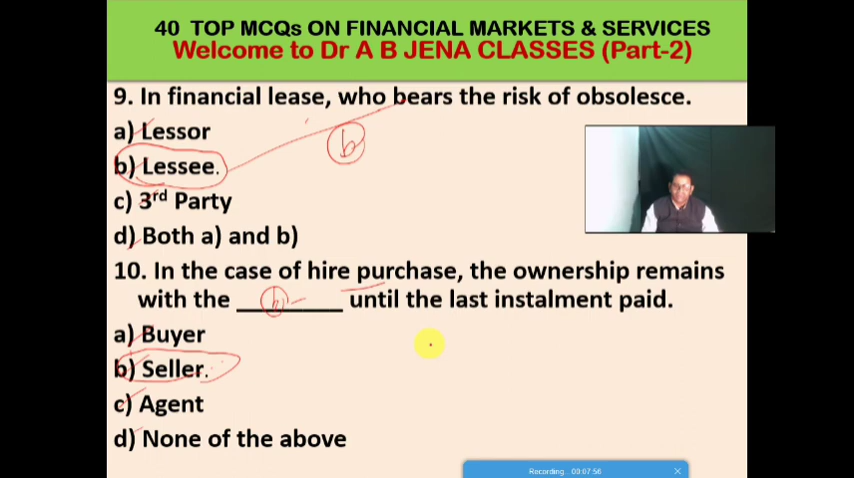 40 TOP MCQs ON FINANCIAL MARKETS & SERVICES
Welcome to Dr A B JENA CLASSES (Part-2)
9. In financial lease, who bears the risk of obsolesce.
a) Lessor
b) Lessee.
b
c) 3rd Party
d) Both a) and b)
10. In the case of hire purchase, the ownership remains
with the ________ until the last instalment paid.
a) Buyer
b) Seller.
c) Agent
d) None of the above
Recording... 09:07:56